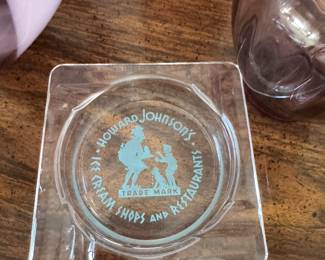 HOWARD JOHNSON'S
TRADE MARK
ICE CREAM SHOPS AND RESTAURANTS